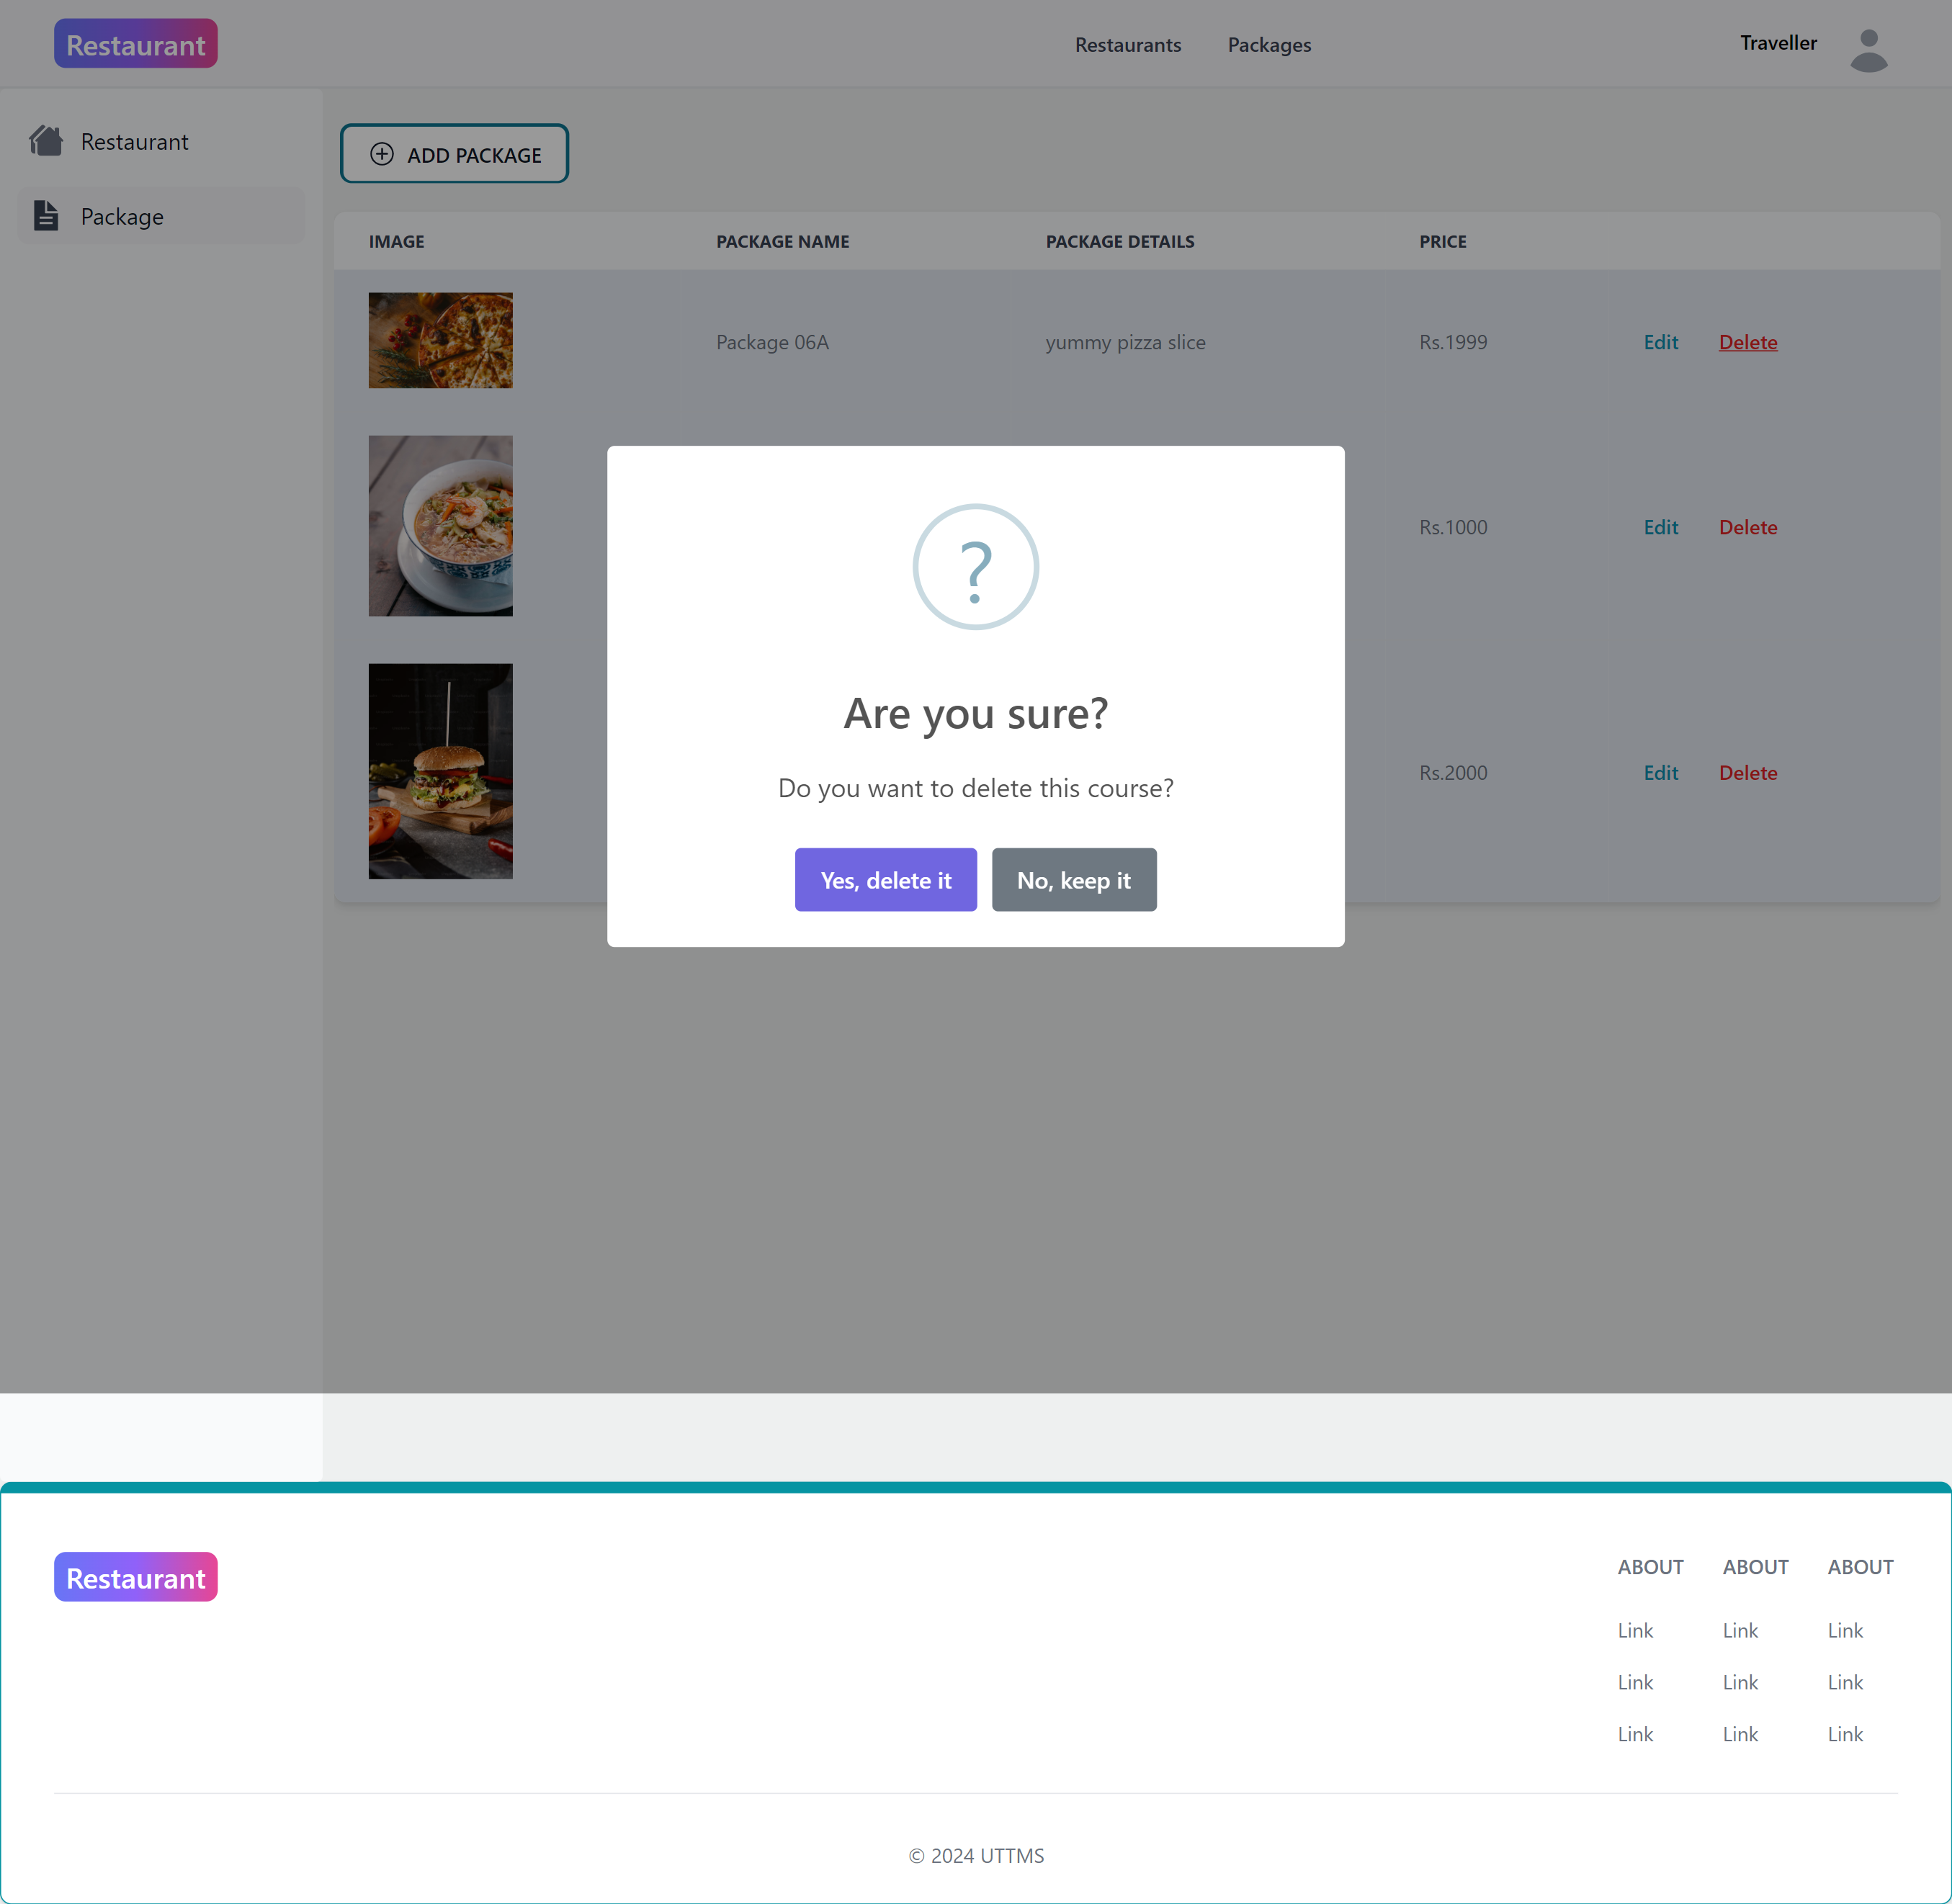 Restaurant
Restaurants Packages
Traveller
Restaurant
Package
ADD PACKAGE
IMAGE PACKAGE NAME PACKAGE DETAILS PRICE
Package 06A yummy pizza slice Rs.1999 Edit Delete
Rs.1000 Edit Delete
Rs.2000 Edit Delete
?
Are you sure?
Do you want to delete this course?
Yes, delete it No, keep it
Restaurant
ABOUT ABOUT ABOUT
Link Link Link
Link Link Link
Link Link Link
© 2024 UTTMS